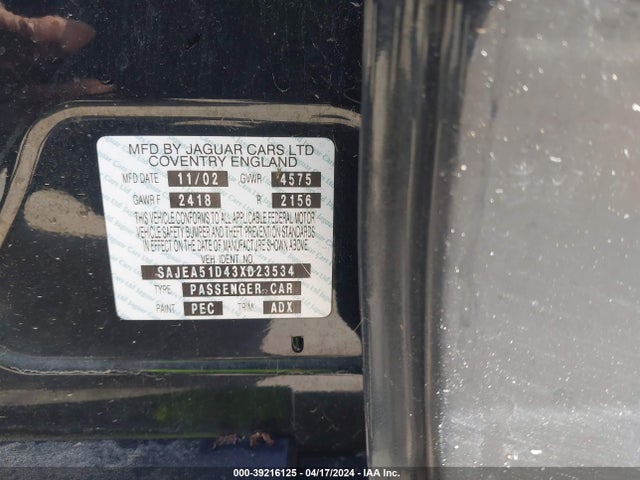 MFD BY JAGUAR CARS LTD
COVENTRY ENGLAND
MFD DATE 11/02 GVWR 4575
GAWR F 2418 R 2156
THIS VEHICLE CONFORMS TO ALL APPLICABLE FEDERAL MOTOR
VEHICLE SAFETY BUMPER AND THEFT PREVENTION STANDARDS
IN EFFECT ON THE DATE OF MANUFACTURE SHOWN ABOVE.
VEH. IDENT. NO.
SAJEA51D43XD23534
TYPE PASSENGER CAR
PAINT PEC TRIM ADX
000-39216125 - 04/17/2024 - IAA Inc.